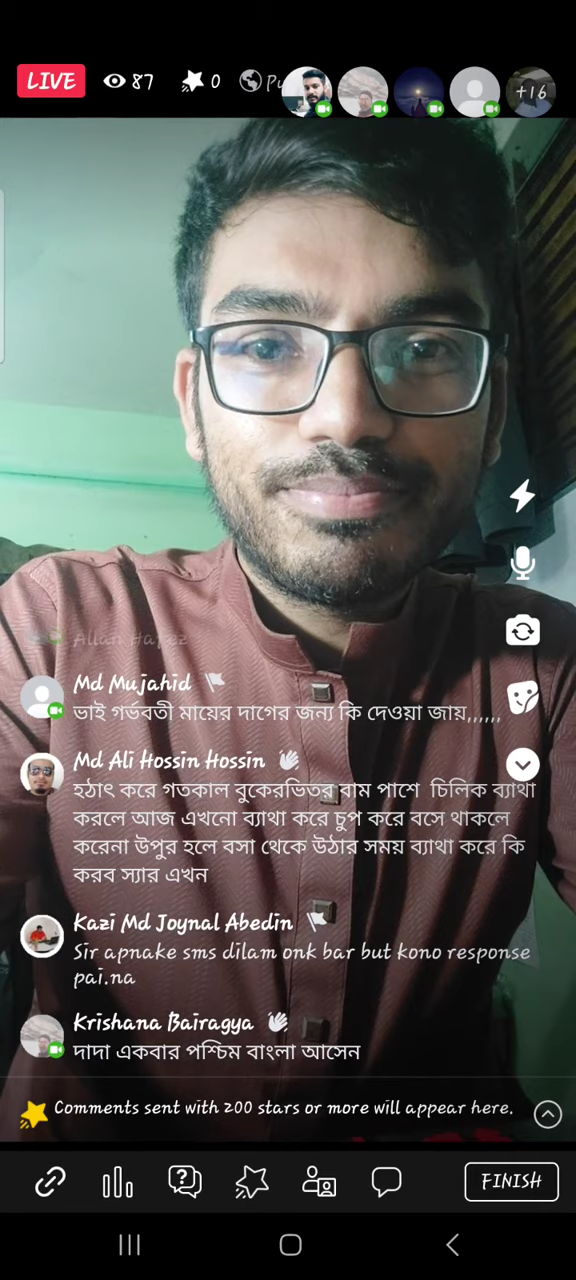 LIVE 87 0 Pu +16
Allan Hafez
Md Mujahid
ভাই গর্ভবতী মায়ের দাগের জন্য কি দেওয়া জায়,,,,,,
Md Ali Hossin Hossin
হঠাৎ করে গতকাল বুকেরভিতর বাম পাশে চিলিক ব্যাথা
করলে আজ এখনো ব্যাথা করে চুপ করে বসে থাকলে
করেনা উপুর হলে বসা থেকে উঠার সময় ব্যাথা করে কি
করব স্যার এখন
Kazi Md Joynal Abedin
Sir apnake sms dilam onk bar but kono response
pai.na
Krishana Bairagya
দাদা একবার পশ্চিম বাংলা আসেন
Comments sent with 200 stars or more will appear here.
FINISH